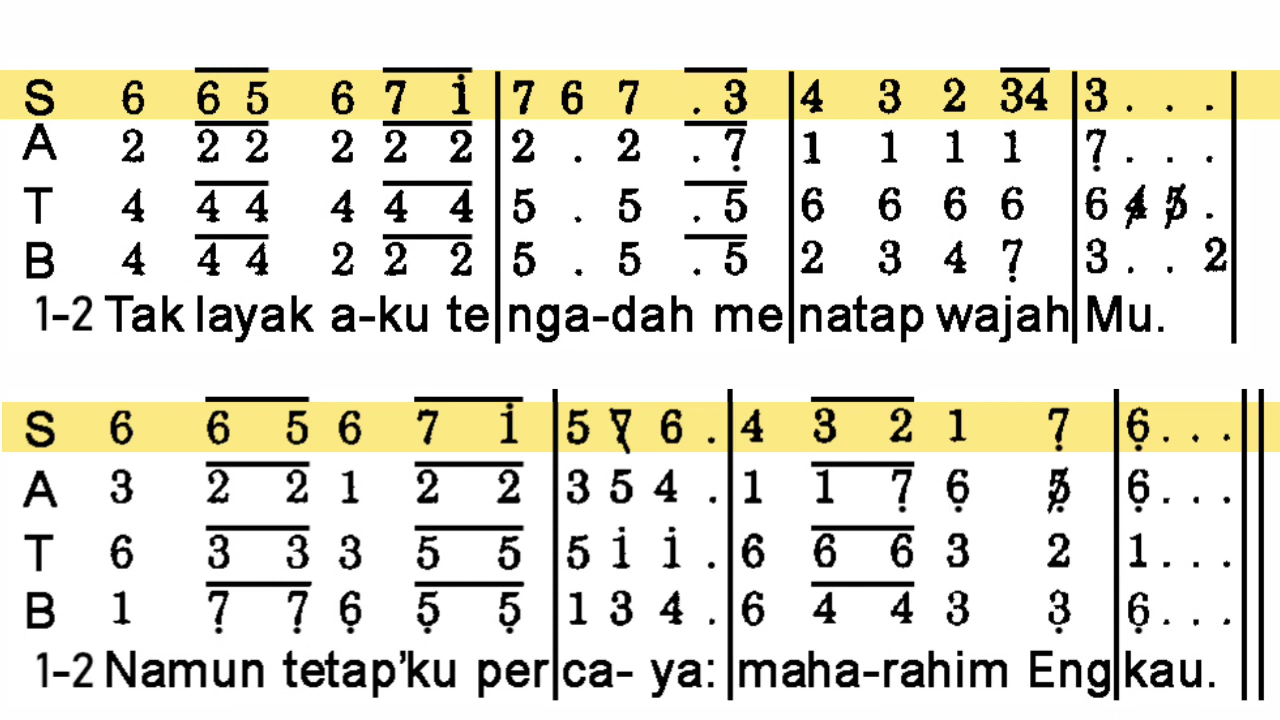 S 6 6 5 6 7 i̇ | 7 6 7 . 3 | 4 3 2 34 | 3 . . . |
A 2 2 2 2 2 2 | 2 . 2 . 7̣ | 1 1 1 1 | 7̣ . . . |
T 4 4 4 4 4 4 | 5 . 5 . 5 | 6 6 6 6 | 6 4̸ 5̸ . |
B 4 4 4 2 2 2 | 5 . 5 . 5 | 2 3 4 7̣ | 3 . . 2 |
1-2 Tak layak a-ku te | nga-dah me | natap wajah | Mu. |
S 6 6 5 6 7 i̇ | 5 7̸ 6 . | 4 3 2 1 7̣ | 6̣ . . . ||
A 3 2 2 1 2 2 | 3 5 4 . | 1 1 7̣ 6̣ 5̸̣ | 6̣ . . . ||
T 6 3 3 3 5 5 | 5 i̇ i̇ . | 6 6 6 3 2 | 1 . . . ||
B 1 7̣ 7̣ 6̣ 5̣ 5̣ | 1 3 4 . | 6 4 4 3 3̣ | 6̣ . . . ||
1-2 Namun tetap’ku per | ca- ya: | maha-rahim Eng | kau. ||